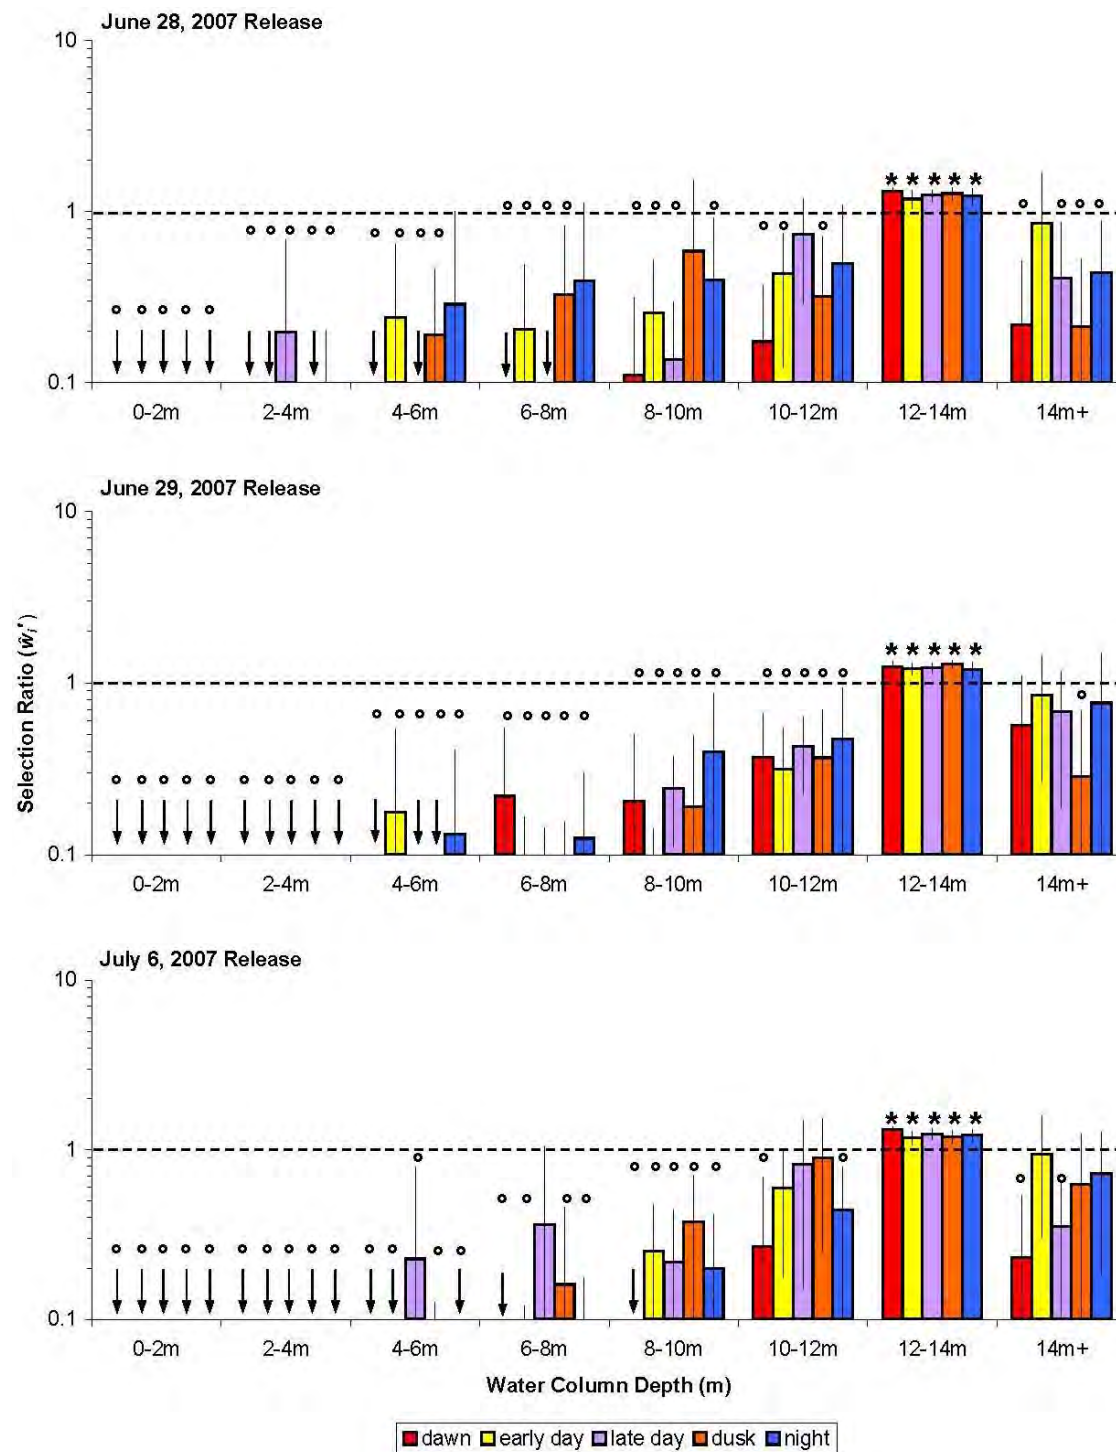 June 28, 2007 Release
10
1
0.1
* * * * *
0-2m 2-4m 4-6m 6-8m 8-10m 10-12m 12-14m 14m+
June 29, 2007 Release
10
1
0.1
* * * * *
0-2m 2-4m 4-6m 6-8m 8-10m 10-12m 12-14m 14m+
Selection Ratio (ŵᵢ')
July 6, 2007 Release
10
1
0.1
* * * * *
0-2m 2-4m 4-6m 6-8m 8-10m 10-12m 12-14m 14m+
Water Column Depth (m)
dawn early day late day dusk night